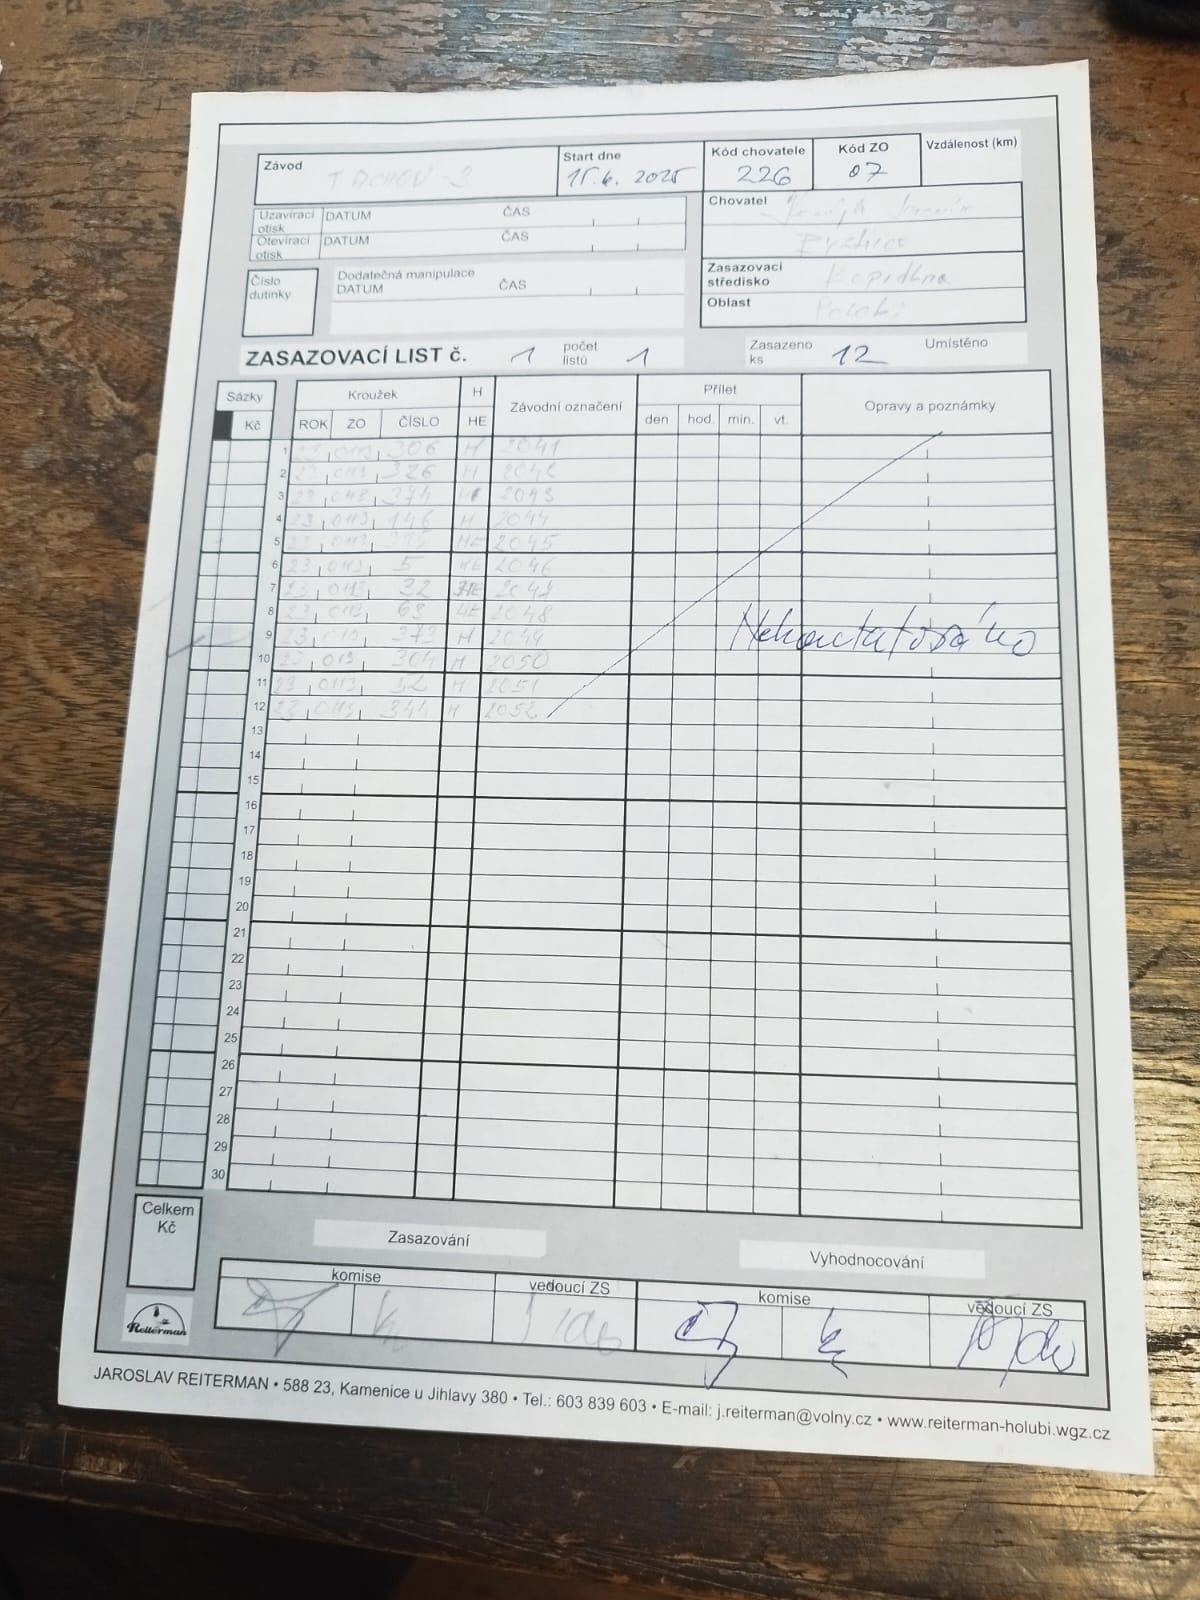 Závod TACHOV-3 Start dne 15.6. 2025 Kód chovatele 226 Kód ZO 07 Vzdálenost (km)
Uzavírací otisk DATUM ČAS
Otevírací otisk DATUM ČAS
Chovatel
Bystřice
Číslo dutinky
Dodatečná manipulace DATUM ČAS
Zasazovací středisko Kopidlna
Oblast
ZASAZOVACÍ LIST č. 1 počet listů 1 Zasazeno ks 12 Umístěno
Sázky Kroužek H Závodní označení Přílet Opravy a poznámky
Kč ROK ZO ČÍSLO HE den hod. min. vt.
1 23 0113 306 H 2041
2 23 0113 326 H 2042
3 23 0113 374 HE 2043
4 23 0113 146 H 2044
5 23 0113 HE 2045
6 23 0113 5 HE 2046
7 23 0113 32 HE 2047
8 23 0113 63 HE 2048
9 23 0113 373 H
10 23 0113 304 H 2050
11 23 0113 H 2051
12 23 0113 344 H 2052
13
14
15
16
17
18
19
20
21
22
23
24
25
26
27
28
29
30
Celkem Kč
Zasazování Vyhodnocování
komise vedoucí ZS komise vedoucí ZS
Reiterman
JAROSLAV REITERMAN • 588 23, Kamenice u Jihlavy 380 • Tel.: 603 839 603 • E-mail: j.reiterman@volny.cz • www.reiterman-holubi.wgz.cz